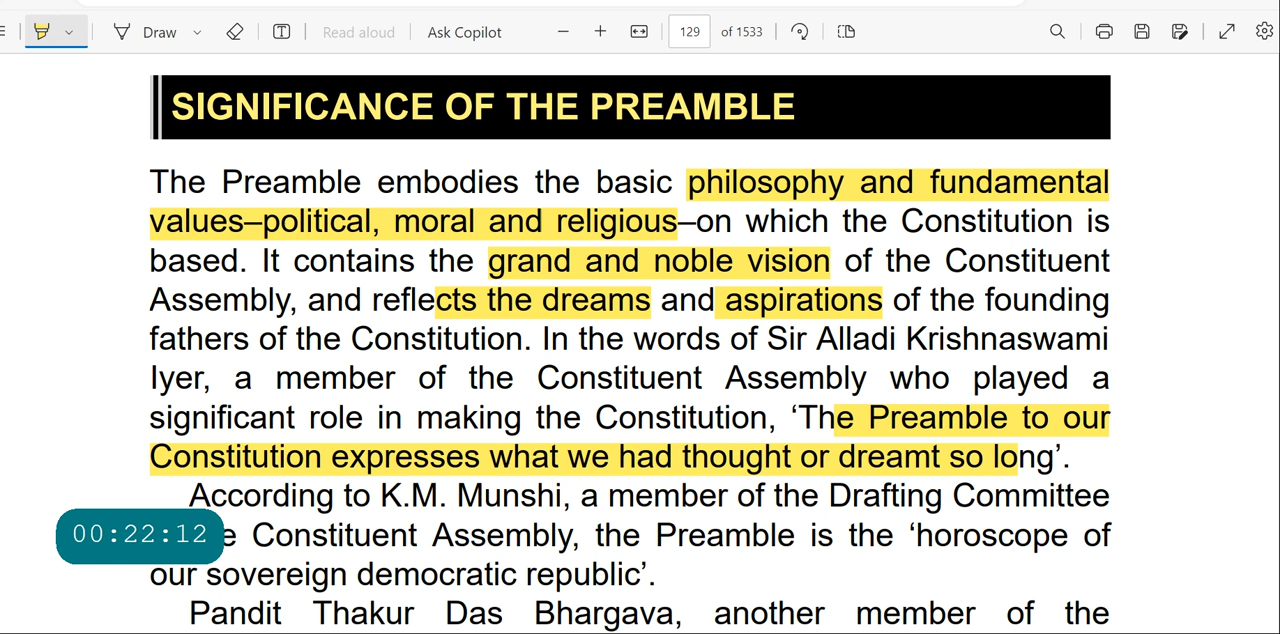 Draw
Read aloud
Ask Copilot
129
of 1533
SIGNIFICANCE OF THE PREAMBLE
The Preamble embodies the basic philosophy and fundamental
values–political, moral and religious–on which the Constitution is
based. It contains the grand and noble vision of the Constituent
Assembly, and reflects the dreams and aspirations of the founding
fathers of the Constitution. In the words of Sir Alladi Krishnaswami
Iyer, a member of the Constituent Assembly who played a
significant role in making the Constitution, ‘The Preamble to our
Constitution expresses what we had thought or dreamt so long’.
According to K.M. Munshi, a member of the Drafting Committee
00:22:12
e Constituent Assembly, the Preamble is the ‘horoscope of
our sovereign democratic republic’.
Pandit Thakur Das Bhargava, another member of the